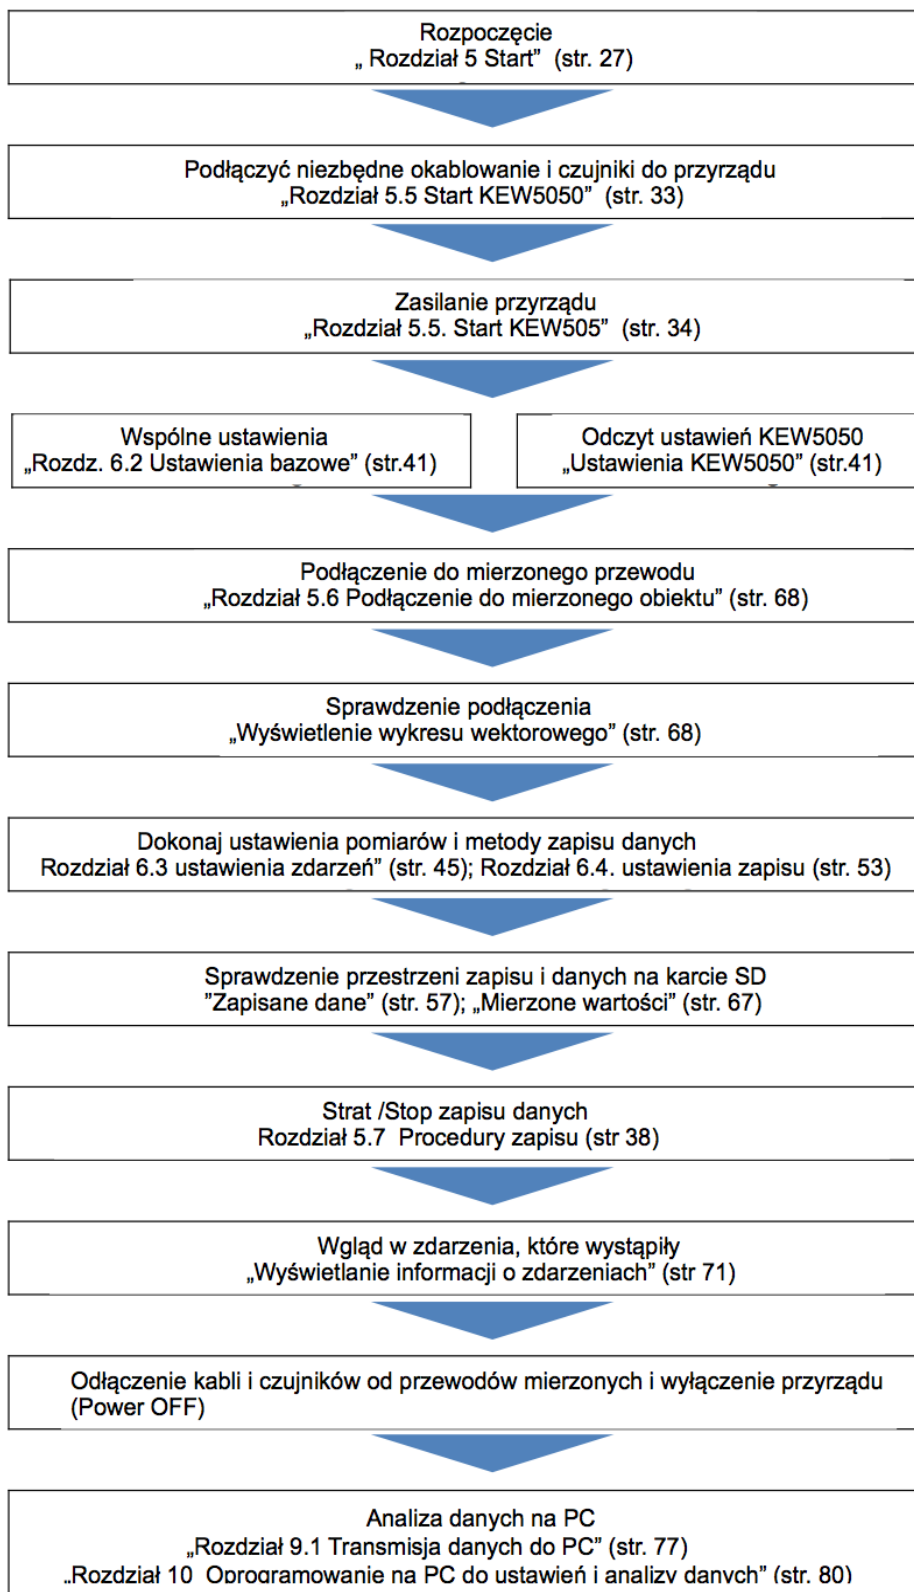 Rozpoczęcie
„ Rozdział 5 Start” (str. 27)
Podłączyć niezbędne okablowanie i czujniki do przyrządu
„Rozdział 5.5 Start KEW5050” (str. 33)
Zasilanie przyrządu
„Rozdział 5.5. Start KEW505” (str. 34)
Wspólne ustawienia
„Rozdz. 6.2 Ustawienia bazowe” (str.41)
Odczyt ustawień KEW5050
„Ustawienia KEW5050” (str.41)
Podłączenie do mierzonego przewodu
„Rozdział 5.6 Podłączenie do mierzonego obiektu” (str. 68)
Sprawdzenie podłączenia
„Wyświetlenie wykresu wektorowego” (str. 68)
Dokonaj ustawienia pomiarów i metody zapisu danych
Rozdział 6.3 ustawienia zdarzeń” (str. 45); Rozdział 6.4. ustawienia zapisu (str. 53)
Sprawdzenie przestrzeni zapisu i danych na karcie SD
”Zapisane dane” (str. 57); „Mierzone wartości” (str. 67)
Strat /Stop zapisu danych
Rozdział 5.7 Procedury zapisu (str 38)
Wgląd w zdarzenia, które wystąpiły
„Wyświetlanie informacji o zdarzeniach” (str 71)
Odłączenie kabli i czujników od przewodów mierzonych i wyłączenie przyrządu
(Power OFF)
Analiza danych na PC
„Rozdział 9.1 Transmisja danych do PC” (str. 77)
„Rozdział 10 Oprogramowanie na PC do ustawień i analizy danych” (str. 80)